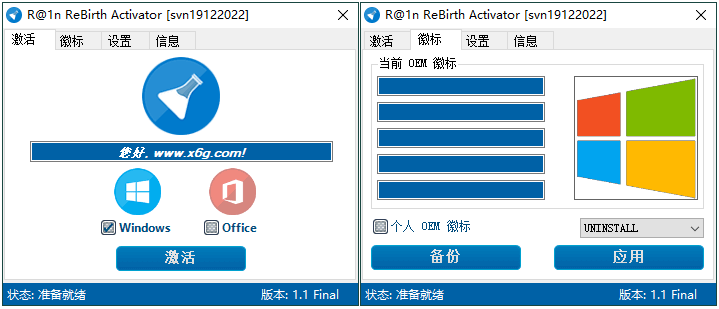 R@1n ReBirth Activator [svn19122022]
激活 徽标 设置 信息
您好, www.x6g.com!
Windows Office
激活
状态: 准备就绪 版本: 1.1 Final
R@1n ReBirth Activator [svn19122022]
激活 徽标 设置 信息
当前 OEM 徽标
个人 OEM 徽标 UNINSTALL
备份 应用
状态: 准备就绪 版本: 1.1 Final